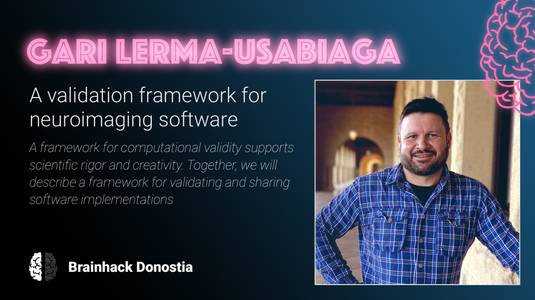 GARI LERMA-USABIAGA
A validation framework for
neuroimaging software
A framework for computational validity supports
scientific rigor and creativity. Together, we will
describe a framework for validating and sharing
software implementations
Brainhack Donostia